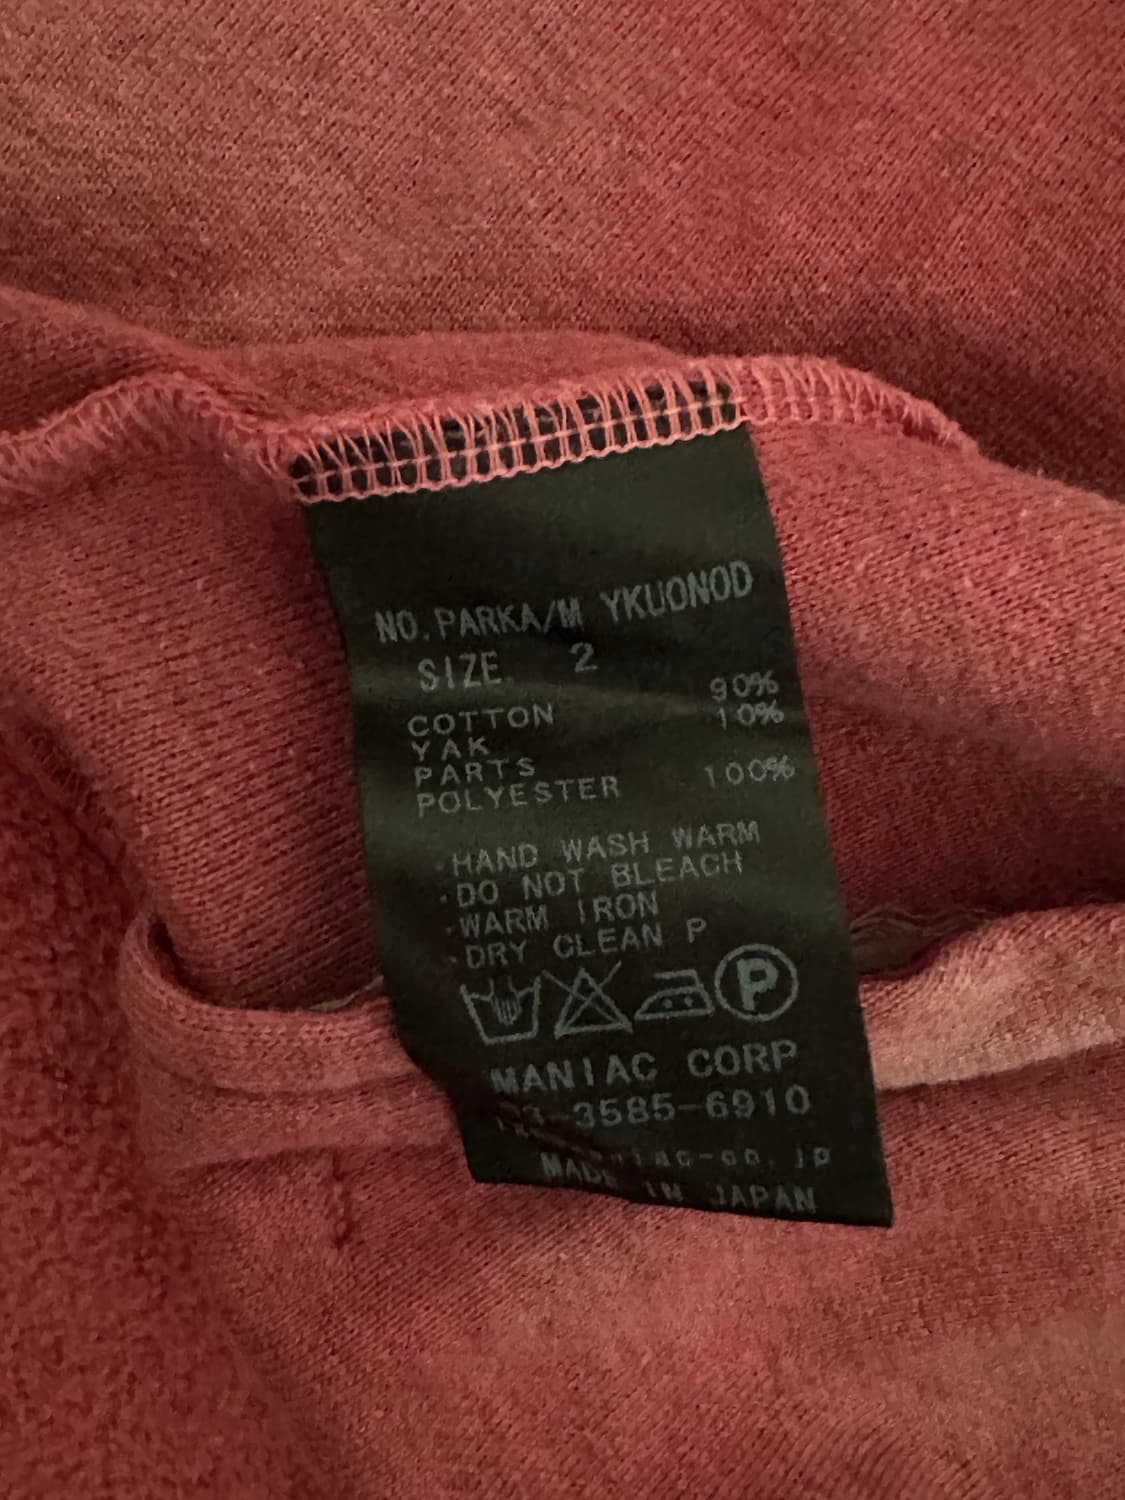 NO. PARKA/M YKUONOD
SIZE 2
COTTON 90%
YAK 10%
PARTS
POLYESTER 100%
·HAND WASH WARM
·DO NOT BLEACH
·WARM IRON
·DRY CLEAN P
P
MANIAC CORP
03-3585-6910
MADE IN JAPAN